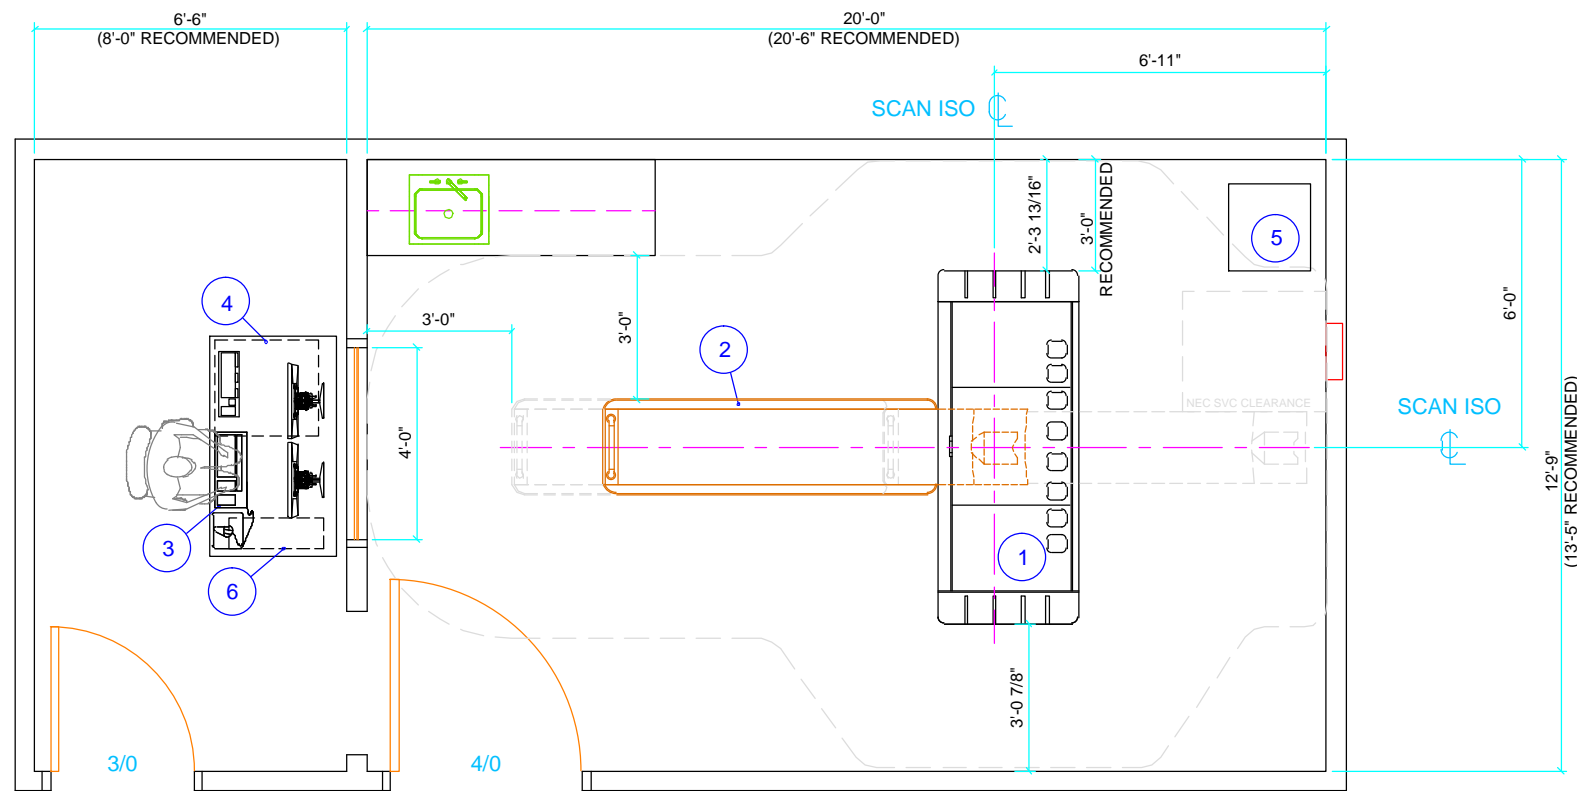 6'-6"
(8'-0" RECOMMENDED)
20'-0"
(20'-6" RECOMMENDED)
6'-11"
SCAN ISO ℄
2'-3 13/16"
3'-0"
RECOMMENDED
5
6'-0"
4
3'-0"
3'-0"
2
NEC SVC CLEARANCE
SCAN ISO
℄
12'-9"
(13'-5" RECOMMENDED)
4'-0"
3
1
6
3'-0 7/8"
3/0
4/0